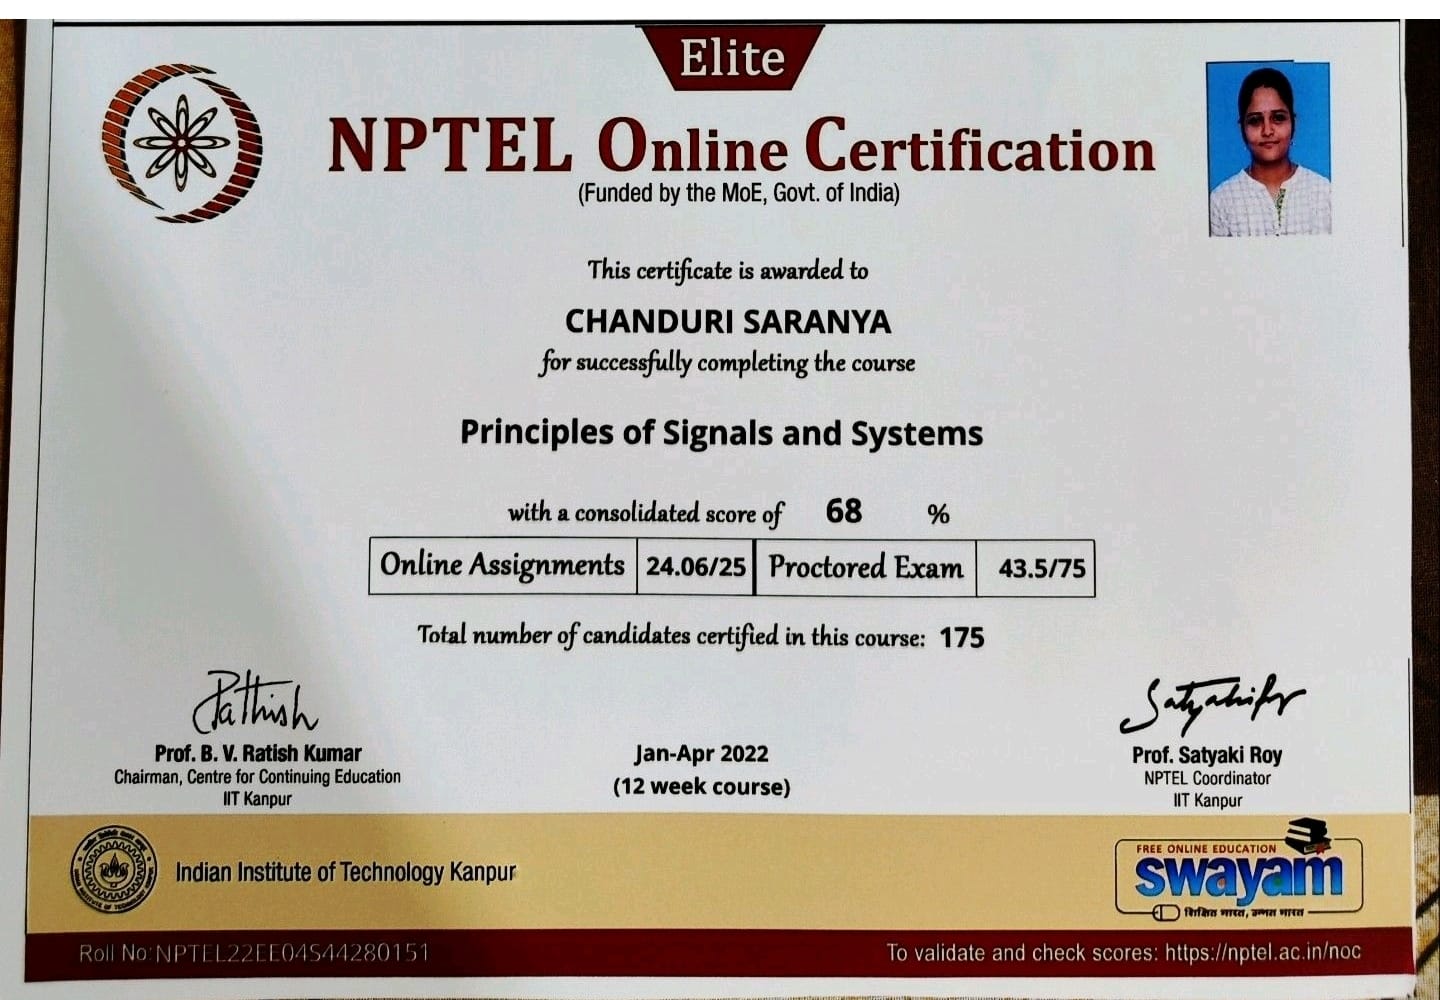 Elite
NPTEL Online Certification
(Funded by the MoE, Govt. of India)
This certificate is awarded to
CHANDURI SARANYA
for successfully completing the course
Principles of Signals and Systems
with a consolidated score of 68 %
Online Assignments 24.06/25 Proctored Exam 43.5/75
Total number of candidates certified in this course: 175
Prof. B. V. Ratish Kumar
Chairman, Centre for Continuing Education
IIT Kanpur
Jan-Apr 2022
(12 week course)
Prof. Satyaki Roy
NPTEL Coordinator
IIT Kanpur
Indian Institute of Technology Kanpur
FREE ONLINE EDUCATION
swayam
शिक्षित भारत, उन्नत भारत
Roll No: NPTEL22EE04S44280151
To validate and check scores: https://nptel.ac.in/noc